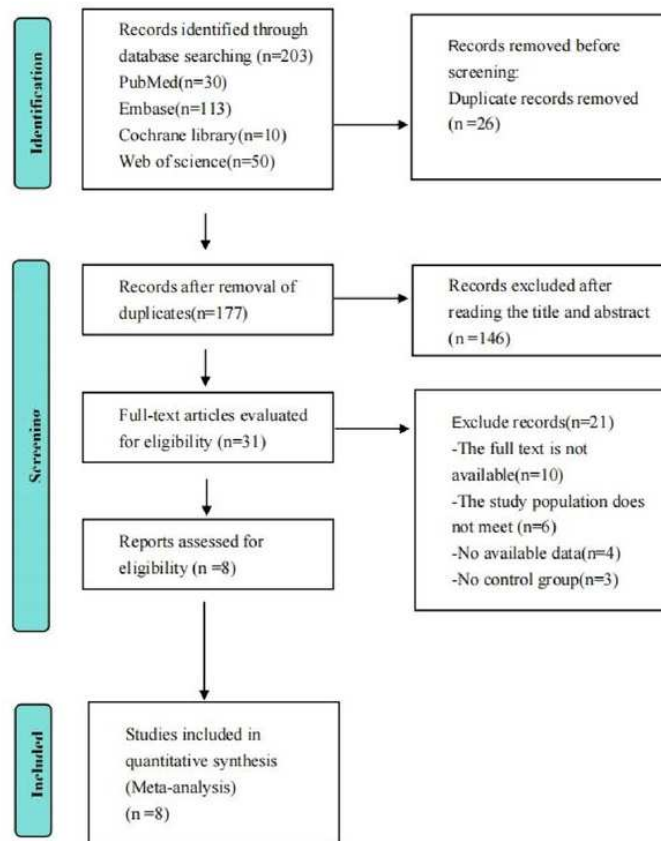 Identification
Records identified through
database searching (n=203)
PubMed(n=30)
Embase(n=113)
Cochrane library(n=10)
Web of science(n=50)
Records removed before
screening:
Duplicate records removed
(n =26)
Screening
Records after removal of
duplicates(n=177)
Records excluded after
reading the title and abstract
(n =146)
Full-text articles evaluated
for eligibility (n=31)
Exclude records(n=21)
-The full text is not
available(n=10)
-The study population does
not meet (n=6)
-No available data(n=4)
-No control group(n=3)
Reports assessed for
eligibility (n =8)
Included
Studies included in
quantitative synthesis
(Meta-analysis)
(n =8)